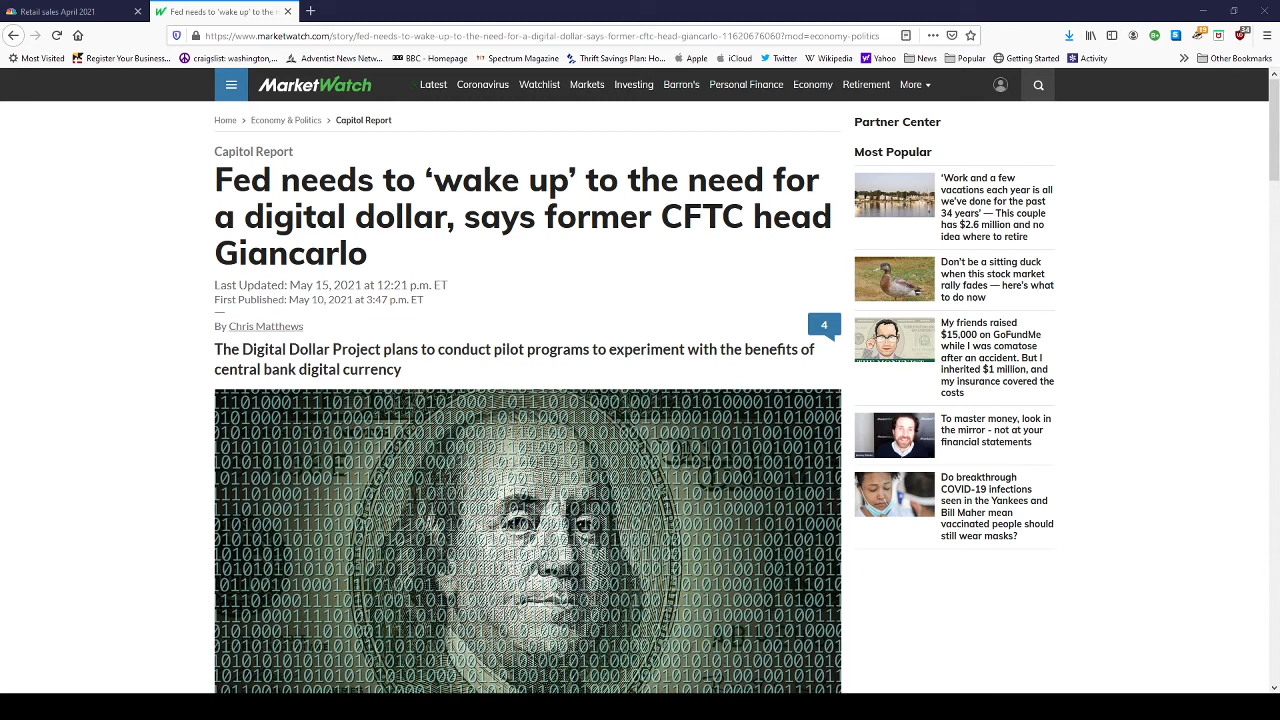 Retail sales April 2021
Fed needs to ‘wake up’ to the n
https://www.marketwatch.com/story/fed-needs-to-wake-up-to-the-need-for-a-digital-dollar-says-former-cftc-head-giancarlo-11620676060?mod=economy-politics
Most Visited
Register Your Business...
craigslist: washington,...
Adventist News Netw...
BBC - Homepage
Spectrum Magazine
Thrift Savings Plan: Ho...
Apple
iCloud
Twitter
Wikipedia
Yahoo
News
Popular
Getting Started
Activity
Other Bookmarks
MarketWatch
Latest
Coronavirus
Watchlist
Markets
Investing
Barron's
Personal Finance
Economy
Retirement
More
Home > Economy & Politics > Capitol Report
Capitol Report
Fed needs to ‘wake up’ to the need for
a digital dollar, says former CFTC head
Giancarlo
Last Updated: May 15, 2021 at 12:21 p.m. ET
First Published: May 10, 2021 at 3:47 p.m. ET
By Chris Matthews
4
The Digital Dollar Project plans to conduct pilot programs to experiment with the benefits of
central bank digital currency
Partner Center
Most Popular
‘Work and a few
vacations each year is all
we’ve done for the past
34 years’ — This couple
has $2.6 million and no
idea where to retire
Don’t be a sitting duck
when this stock market
rally fades — here’s what
to do now
My friends raised
$15,000 on GoFundMe
while I was comatose
after an accident. But I
inherited $1 million, and
my insurance covered the
costs
To master money, look in
the mirror - not at your
financial statements
Do breakthrough
COVID-19 infections
seen in the Yankees and
Bill Maher mean
vaccinated people should
still wear masks?